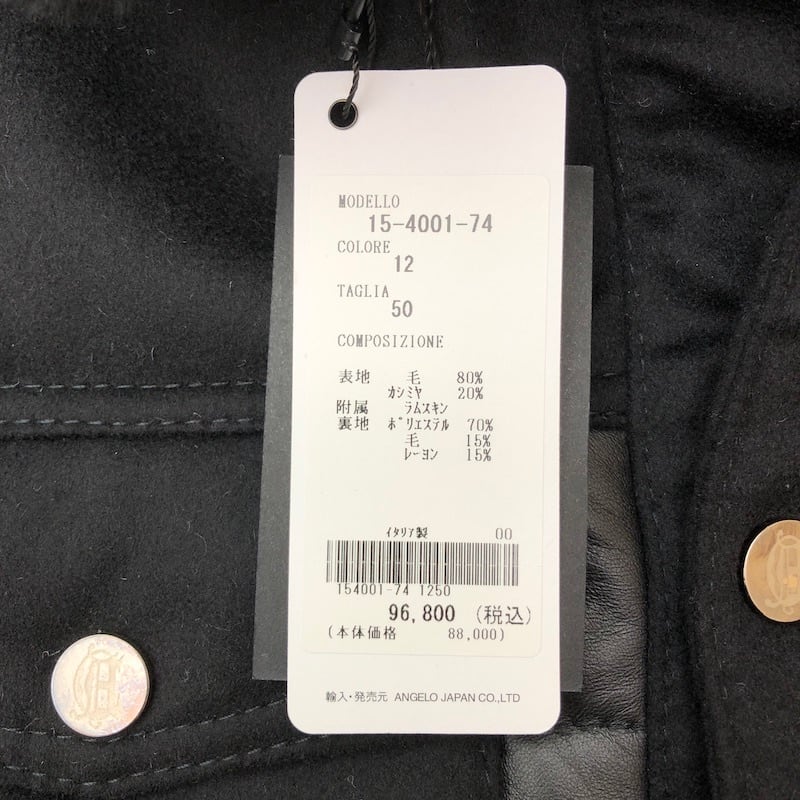 MODELLO
15-4001-74
COLORE
12
TAGLIA
50
COMPOSIZIONE
表地 毛 80%
カシミヤ 20%
附属 ラムスキン
裏地 ポリエステル 70%
毛 15%
レーヨン 15%
イタリア製 00
154001-74 1250
96,800 (税込)
(本体価格 88,000)
輸入・発売元 ANGELO JAPAN CO.,LTD